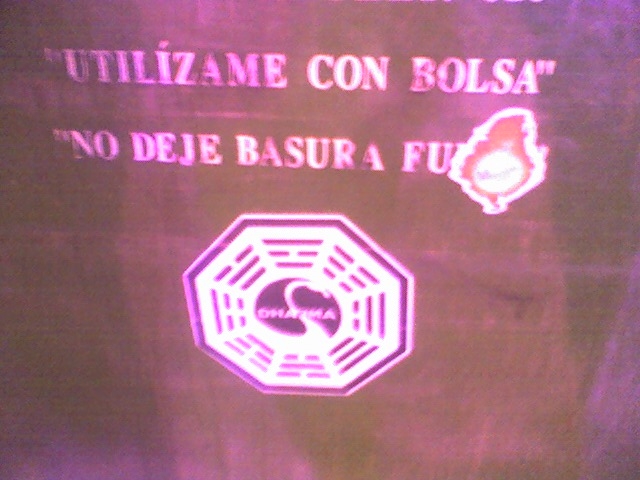 "UTILÍZAME CON BOLSA"
"NO DEJE BASURA
DHARMA